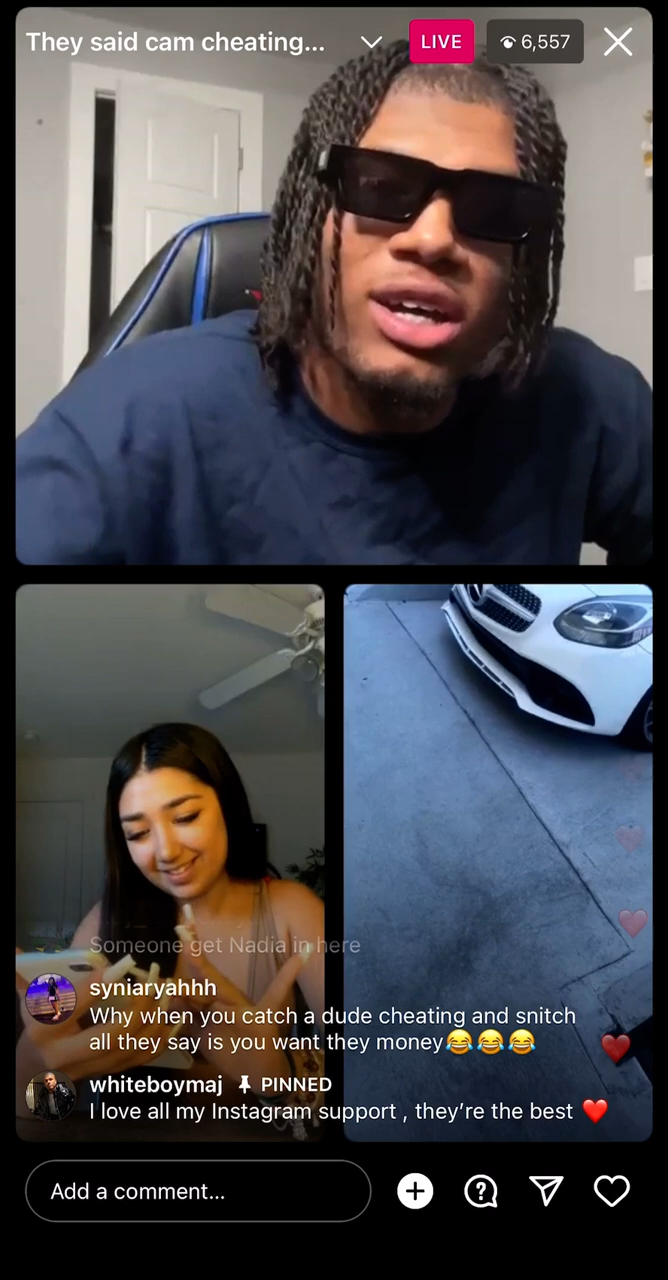 They said cam cheating...
LIVE
6,557
Someone get Nadia in here
syniaryahhh
Why when you catch a dude cheating and snitch
all they say is you want they money😂😂😂
whiteboymaj PINNED
I love all my Instagram support , they’re the best ❤️
Add a comment...